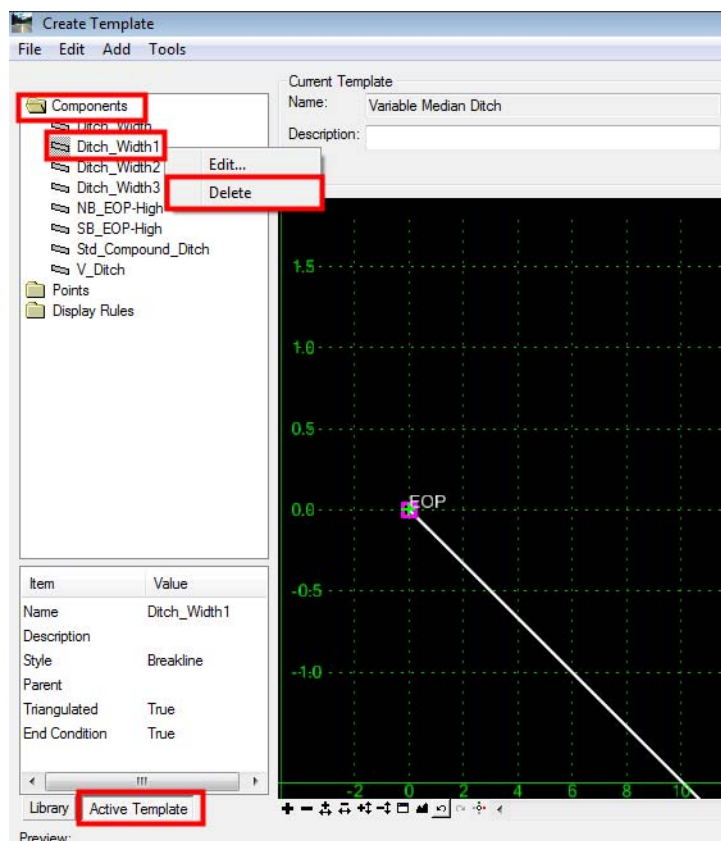 Create Template
File Edit Add Tools
Current Template
Name: Variable Median Ditch
Description:
Components
Ditch_Width
Ditch_Width1
Ditch_Width2
Ditch_Width3
NB_EOP-High
SB_EOP-High
Std_Compound_Ditch
V_Ditch
Points
Display Rules
Edit...
Delete
1.5
1.0
0.5
0.0
EOP
-0.5
-1.0
-2 0 2 4 6 8 10
Item Value
Name Ditch_Width1
Description
Style Breakline
Parent
Triangulated True
End Condition True
Library Active Template
Preview: